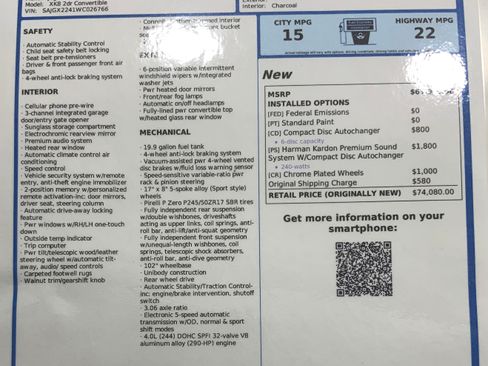 Model: XK8 2dr Convertible
VIN: SAJGX2241WC026766
Interior: Charcoal
SAFETY
· Automatic Stability Control
· Child seat safety belt locking
· Seat belt pre-tensioners
· Driver & front passenger front air
bags
· 4-wheel anti-lock braking system
INTERIOR
· Cellular phone pre-wire
· 3-channel integrated garage
door/entry gate opener
· Sunglass storage compartment
· Electrochromic rearview mirror
· Premium audio system
· Heated rear window
· Automatic climate control air
conditioning
· Speed control
· Vehicle security system w/remote
entry, anti-theft engine immobilizer
· 2-position memory w/personalized
remote activation-inc: door mirrors,
driver seat, steering column
· Automatic drive-away locking
feature
· Pwr windows w/RH/LH one-touch
down
· Outside temp indicator
· Trip computer
· Pwr tilt/telescopic wood/leather
steering wheel w/automatic tilt-
away, audio/ speed controls
· Carpeted footwell rugs
· Walnut trim/gearshift knob
interior
bucket
seat
· 6-position variable intermittent
windshield wipers w/integrated
washer jets
· Pwr heated door mirrors
· Front/rear fog lamps
· Automatic on/off headlamps
· Fully-lined pwr convertible top
w/heated glass rear window
MECHANICAL
· 19.9 gallon fuel tank
· 4-wheel anti-lock braking system
· Vacuum-assisted pwr 4-wheel vented
disc brakes w/fluid loss warning sensor
· Speed-sensitive variable-ratio pwr
rack & pinion steering
· 17" x 8" 5-spoke alloy (Sport style)
wheels
· Pirelli P Zero P245/50ZR17 SBR tires
· Fully independent front suspension
w/double wishbones, driveshafts
acting as upper links, coil springs, anti-
roll bar, anti-lift/anti-squat geometry
· Fully independent front suspension
w/unequal-length wishbones, coil
springs, telescopic shock absorbers,
anti-roll bar, anti-dive geometry
· 102" wheelbase
· Unibody construction
· Rear wheel drive
· Automatic Stability/Traction Control-
inc: engine/brake intervention, shutoff
switch
· 3.06 axle ratio
· Electronic 5-speed automatic
transmission w/OD, normal & sport
shift modes
· 4.0L (244) DOHC SPFI 32-valve V8
aluminum alloy (290-HP) engine
CITY MPG
15
HIGHWAY MPG
22
New
MSRP
INSTALLED OPTIONS
[FED] Federal Emissions $0
[PT] Standard Paint $0
[CD] Compact Disc Autochanger $800
• 6-disc capacity
[PS] Harman Kardon Premium Sound $1,800
System W/Compact Disc Autochanger
• 240-watts
[CR] Chrome Plated Wheels $1,000
Original Shipping Charge $580
RETAIL PRICE (ORIGINALLY NEW) $74,080.00
Get more information on your
smartphone: